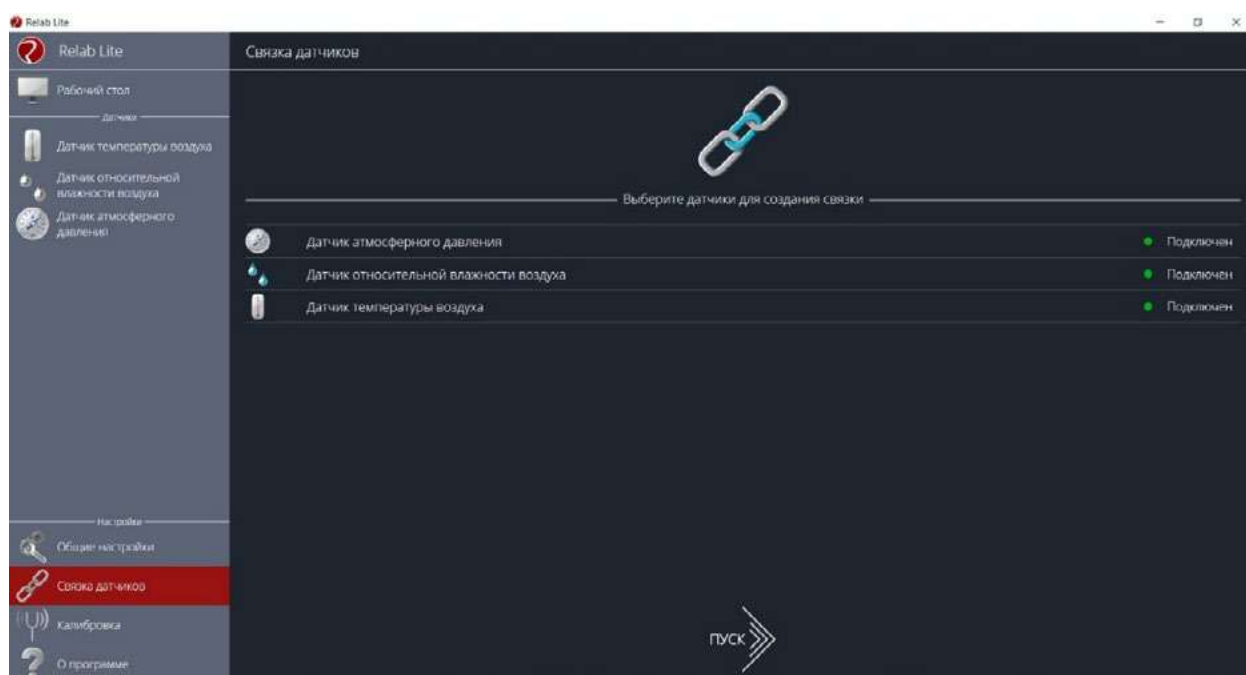 Relab Lite
Relab Lite
Рабочий стол
Датчики
Датчик температуры воздуха
Датчик относительной
влажности воздуха
Датчик атмосферного
давления
Настройки
Общие настройки
Связка датчиков
Калибровка
О программе
Связка датчиков
Выберите датчики для создания связки
Датчик атмосферного давления
Подключен
Датчик относительной влажности воздуха
Подключен
Датчик температуры воздуха
Подключен
ПУСК